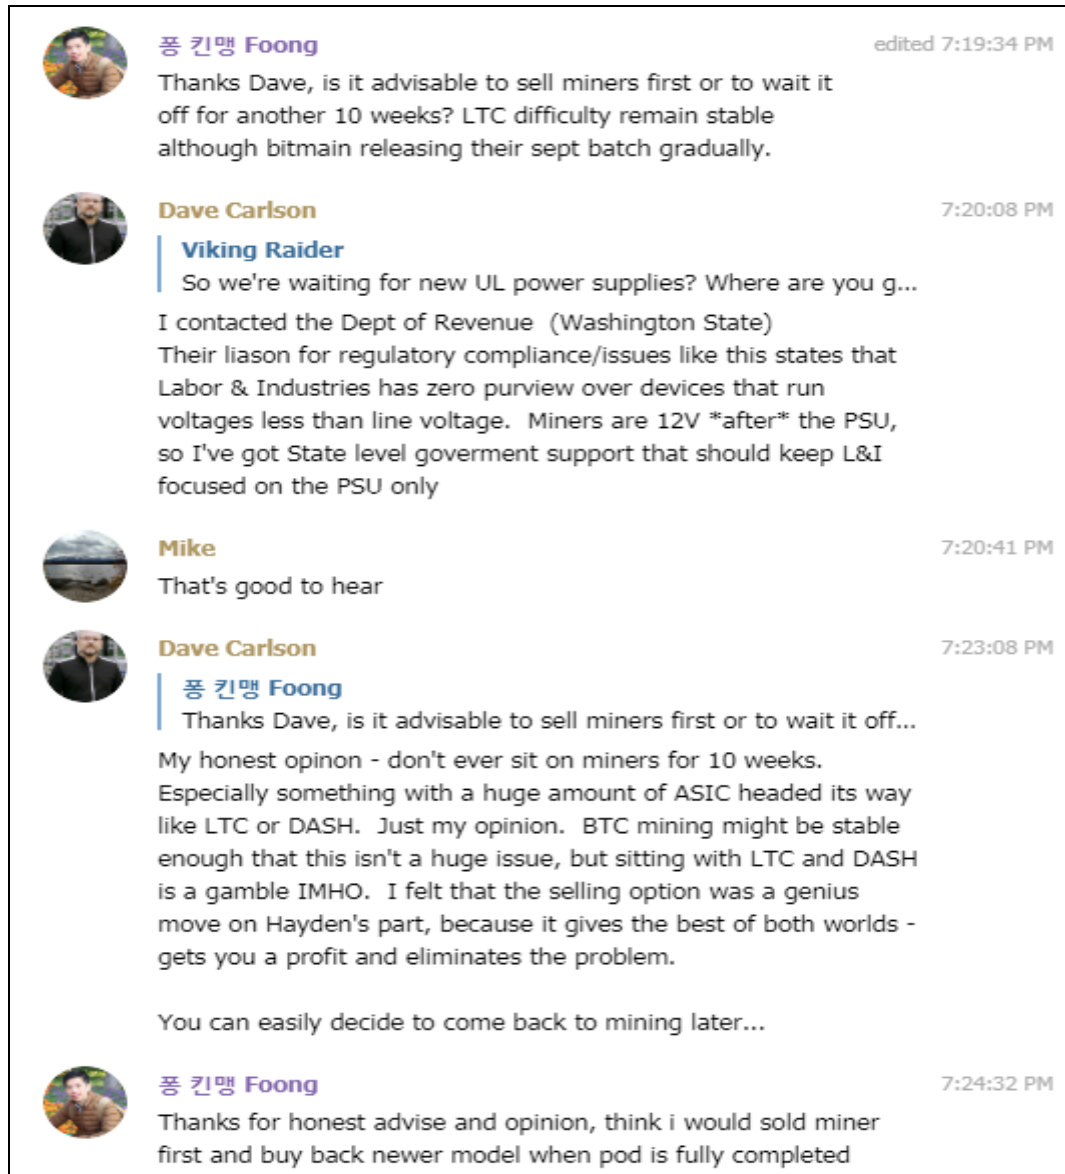 퐁 킨맹 Foong
edited 7:19:34 PM
Thanks Dave, is it advisable to sell miners first or to wait it
off for another 10 weeks? LTC difficulty remain stable
although bitmain releasing their sept batch gradually.
Dave Carlson
7:20:08 PM
Viking Raider
So we're waiting for new UL power supplies? Where are you g...
I contacted the Dept of Revenue  (Washington State)
Their liason for regulatory compliance/issues like this states that
Labor & Industries has zero purview over devices that run
voltages less than line voltage.  Miners are 12V *after* the PSU,
so I've got State level goverment support that should keep L&I
focused on the PSU only
Mike
7:20:41 PM
That's good to hear
Dave Carlson
7:23:08 PM
퐁 킨맹 Foong
Thanks Dave, is it advisable to sell miners first or to wait it off...
My honest opinon - don't ever sit on miners for 10 weeks.
Especially something with a huge amount of ASIC headed its way
like LTC or DASH.  Just my opinion.  BTC mining might be stable
enough that this isn't a huge issue, but sitting with LTC and DASH
is a gamble IMHO.  I felt that the selling option was a genius
move on Hayden's part, because it gives the best of both worlds -
gets you a profit and eliminates the problem.
You can easily decide to come back to mining later...
퐁 킨맹 Foong
7:24:32 PM
Thanks for honest advise and opinion, think i would sold miner
first and buy back newer model when pod is fully completed